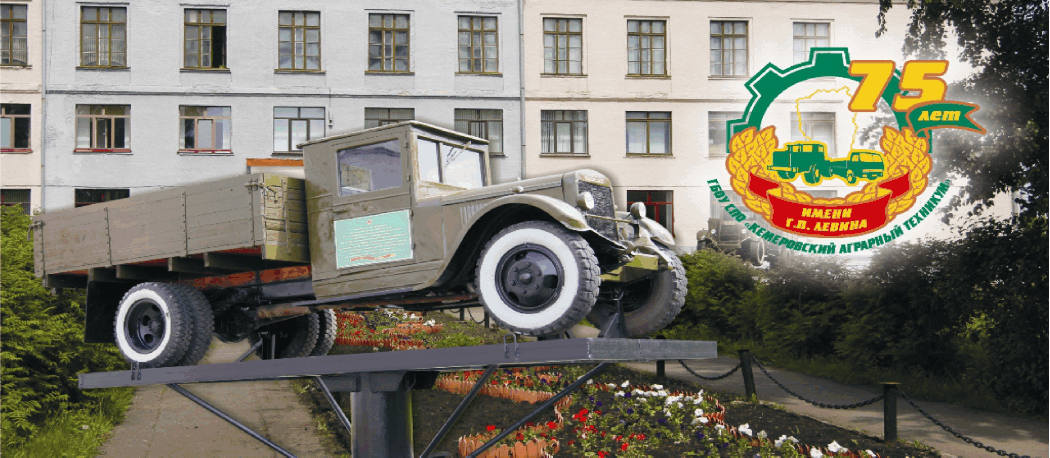 75
лет
ИМЕНИ
Г.П. ЛЕВИНА
ГБОУ СПО «КЕМЕРОВСКИЙ АГРАРНЫЙ ТЕХНИКУМ»